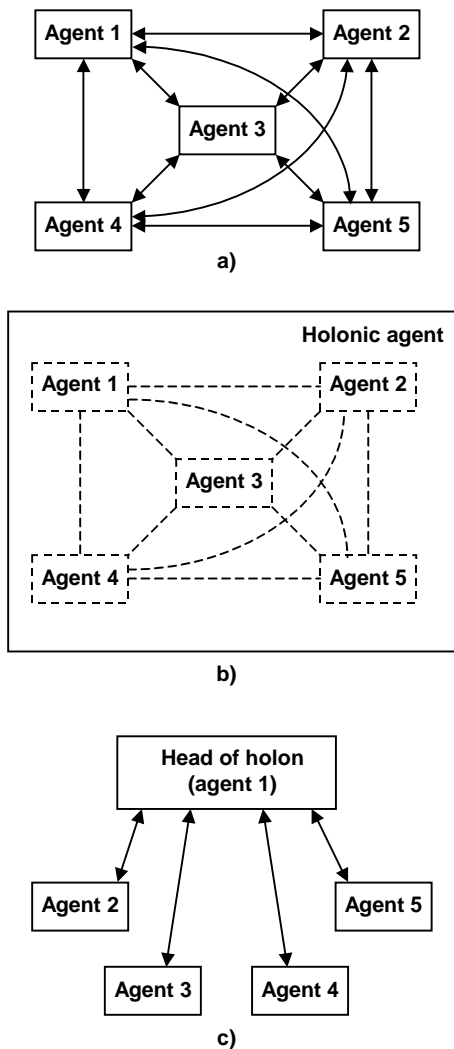 Agent 1
Agent 2
Agent 3
Agent 4
Agent 5
a)
Holonic agent
Agent 1
Agent 2
Agent 3
Agent 4
Agent 5
b)
Head of holon
(agent 1)
Agent 2
Agent 5
Agent 3
Agent 4
c)